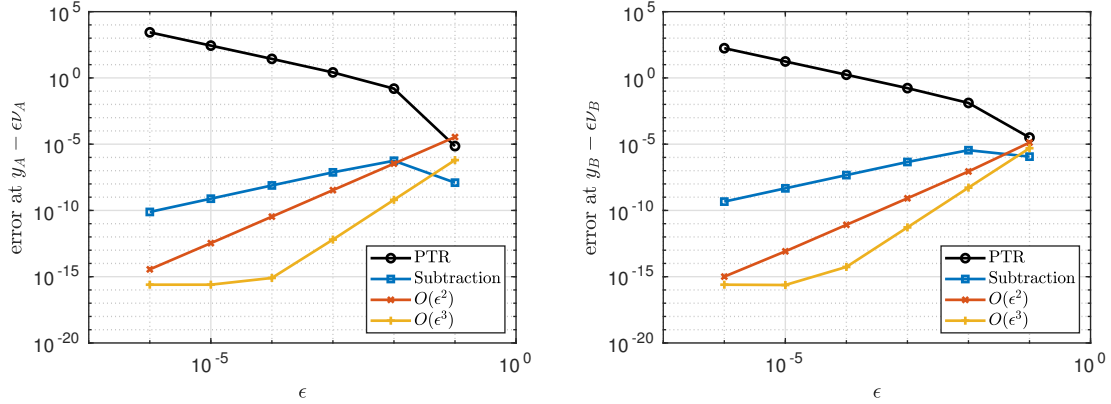 10^5
10^0
10^-5
10^-10
10^-15
10^-20
error at y_A − ϵν_A
10^-5
10^0
ϵ
PTR
Subtraction
O(ϵ^2)
O(ϵ^3)
10^5
10^0
10^-5
10^-10
10^-15
10^-20
error at y_B − ϵν_B
10^-5
10^0
ϵ
PTR
Subtraction
O(ϵ^2)
O(ϵ^3)